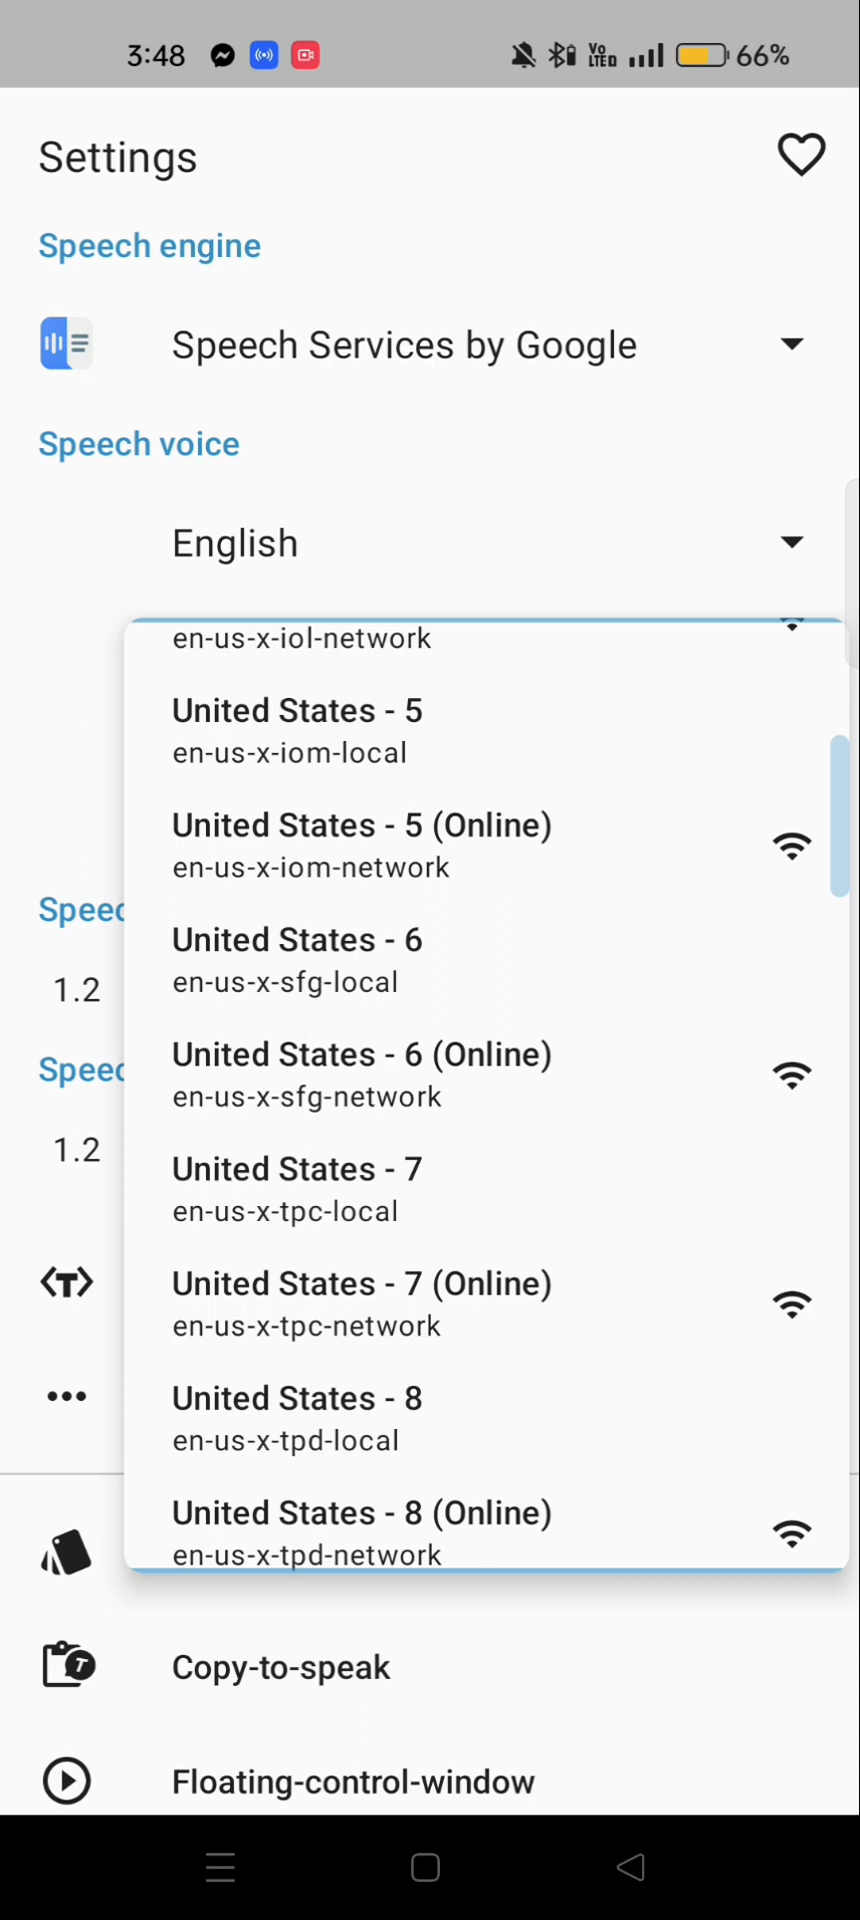 3:48
VoLTE 66%
Settings
Speech engine
Speech Services by Google
Speech voice
English
en-us-x-iol-network
United States - 5
en-us-x-iom-local
United States - 5 (Online)
en-us-x-iom-network
Speec
United States - 6
en-us-x-sfg-local
1.2
United States - 6 (Online)
Speec
en-us-x-sfg-network
1.2
United States - 7
en-us-x-tpc-local
T
United States - 7 (Online)
en-us-x-tpc-network
United States - 8
en-us-x-tpd-local
United States - 8 (Online)
en-us-x-tpd-network
T
Copy-to-speak
Floating-control-window